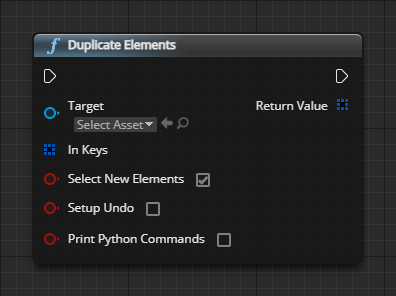 Duplicate Elements
Target
Return Value
Select Asset
In Keys
Select New Elements
Setup Undo
Print Python Commands